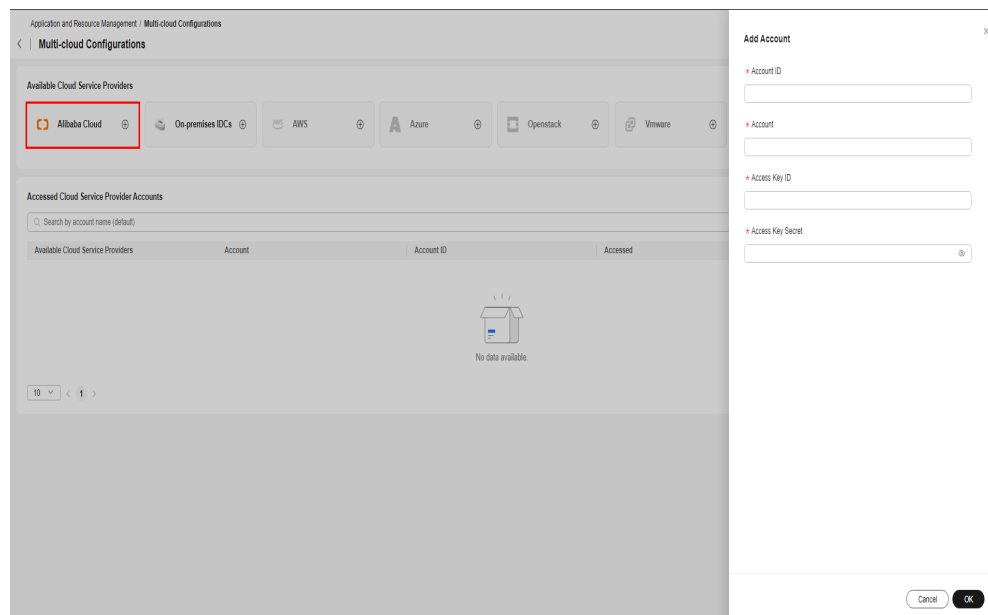 Application and Resource Management / Multi-cloud Configurations
< | Multi-cloud Configurations
Available Cloud Service Providers
Alibaba Cloud
On-premises IDCs
AWS
Azure
Openstack
Vmware
Accessed Cloud Service Provider Accounts
Search by account name (default)
Available Cloud Service Providers Account Account ID Accessed
No data available.
10 < 1 >
Add Account
* Account ID
* Account
* Access Key ID
* Access Key Secret
Cancel OK